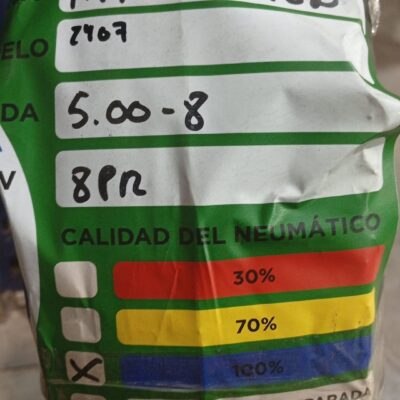 ELO 2407
DA 5.00-8
V 8PR
CALIDAD DEL NEUMÁTICO
30%
70%
X 100%